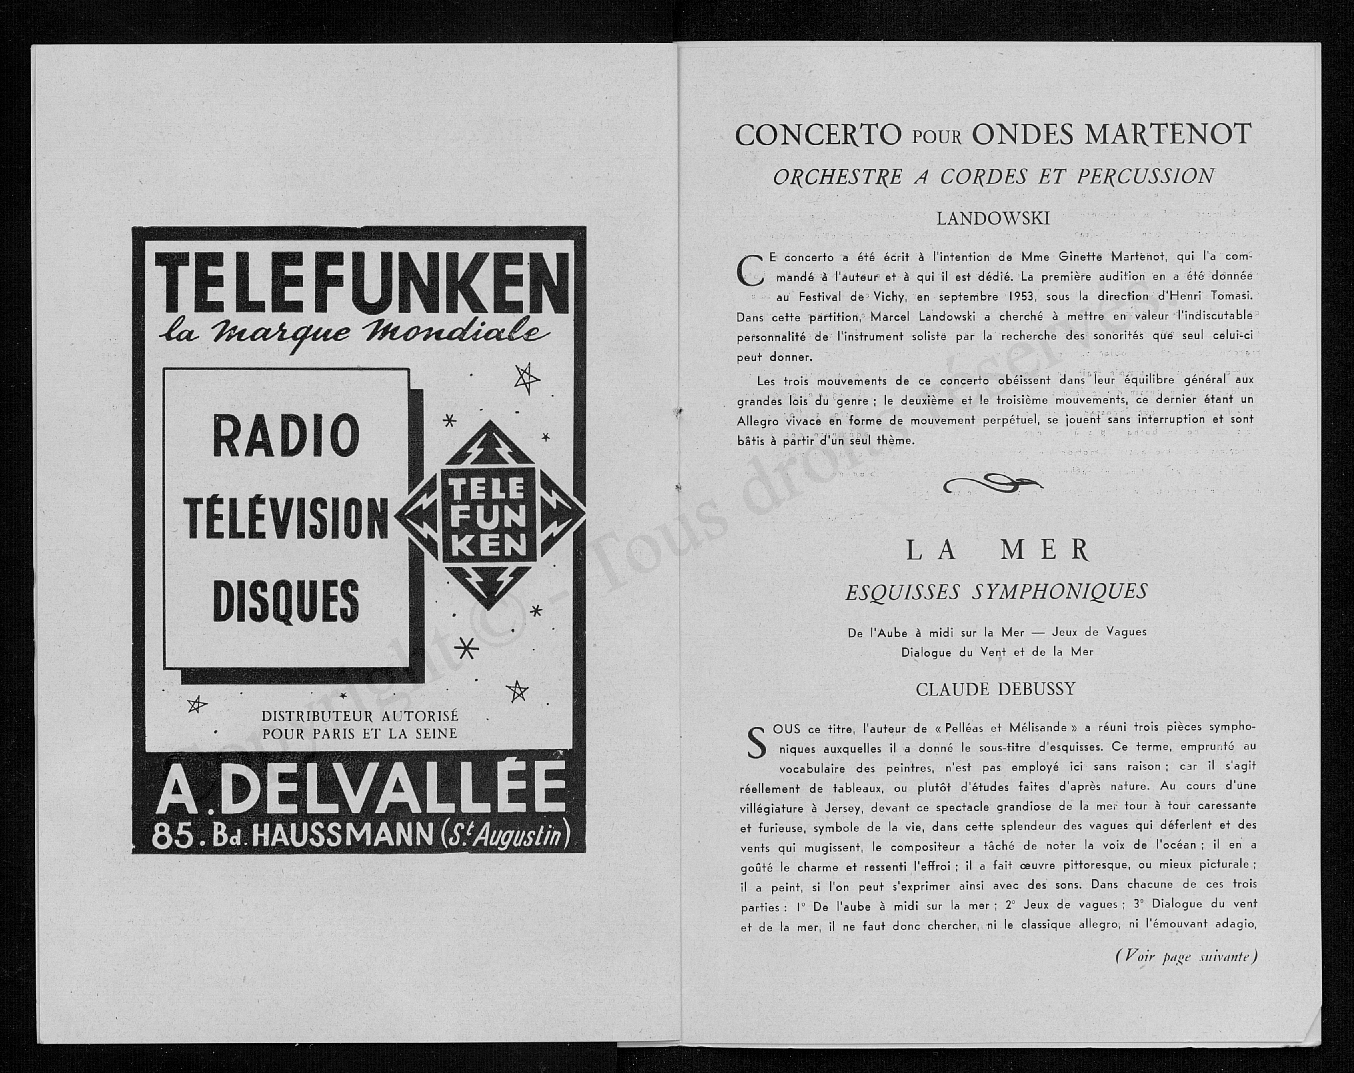 TELEFUNKEN
la marque mondiale
RADIO
TÉLÉVISION
DISQUES
TELE
FUN
KEN
DISTRIBUTEUR AUTORISÉ
POUR PARIS ET LA SEINE
A. DELVALLÉE
85. Bd. HAUSSMANN (St Augustin)
CONCERTO POUR ONDES MARTENOT
ORCHESTRE A CORDES ET PERCUSSION
LANDOWSKI
CE concerto a été écrit à l'intention de Mme Ginette Martenot, qui l'a com-
mandé à l'auteur et à qui il est dédié. La première audition en a été donnée
au Festival de Vichy, en septembre 1953, sous la direction d'Henri Tomasi.
Dans cette partition, Marcel Landowski a cherché à mettre en valeur l'indiscutable
personnalité de l'instrument soliste par la recherche des sonorités que seul celui-ci
peut donner.
Les trois mouvements de ce concerto obéissent dans leur équilibre général aux
grandes lois du genre ; le deuxième et le troisième mouvements, ce dernier étant un
Allegro vivace en forme de mouvement perpétuel, se jouent sans interruption et sont
bâtis à partir d'un seul thème.
LA MER
ESQUISSES SYMPHONIQUES
De l'Aube à midi sur la Mer — Jeux de Vagues
Dialogue du Vent et de la Mer
CLAUDE DEBUSSY
SOUS ce titre, l'auteur de « Pelléas et Mélisande » a réuni trois pièces sympho-
niques auxquelles il a donné le sous-titre d'esquisses. Ce terme, emprunté au
vocabulaire des peintres, n'est pas employé ici sans raison ; car il s'agit
réellement de tableaux, ou plutôt d'études faites d'après nature. Au cours d'une
villégiature à Jersey, devant ce spectacle grandiose de la mer tour à tour caressante
et furieuse, symbole de la vie, dans cette splendeur des vagues qui déferlent et des
vents qui mugissent, le compositeur a tâché de noter la voix de l'océan ; il en a
goûté le charme et ressenti l'effroi ; il a fait œuvre pittoresque, ou mieux picturale ;
il a peint, si l'on peut s'exprimer ainsi avec des sons. Dans chacune de ces trois
parties : 1° De l'aube à midi sur la mer ; 2° Jeux de vagues ; 3° Dialogue du vent
et de la mer, il ne faut donc chercher, ni le classique allegro, ni l'émouvant adagio,
(Voir page suivante)
Copyright © - Tous droits réservés